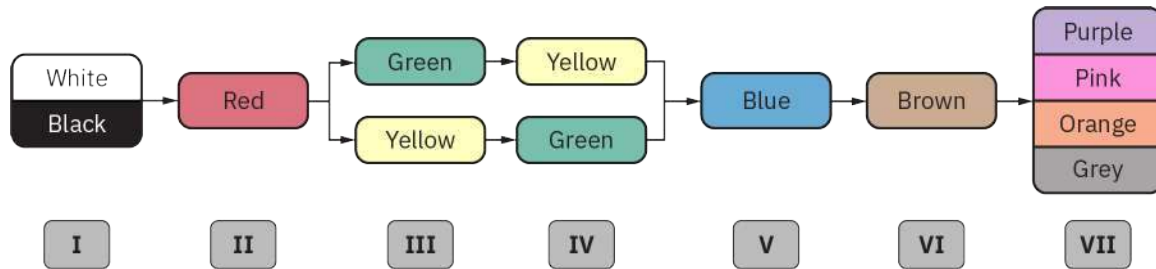 White
Black
Red
Green
Yellow
Yellow
Green
Blue
Brown
Purple
Pink
Orange
Grey
I
II
III
IV
V
VI
VII